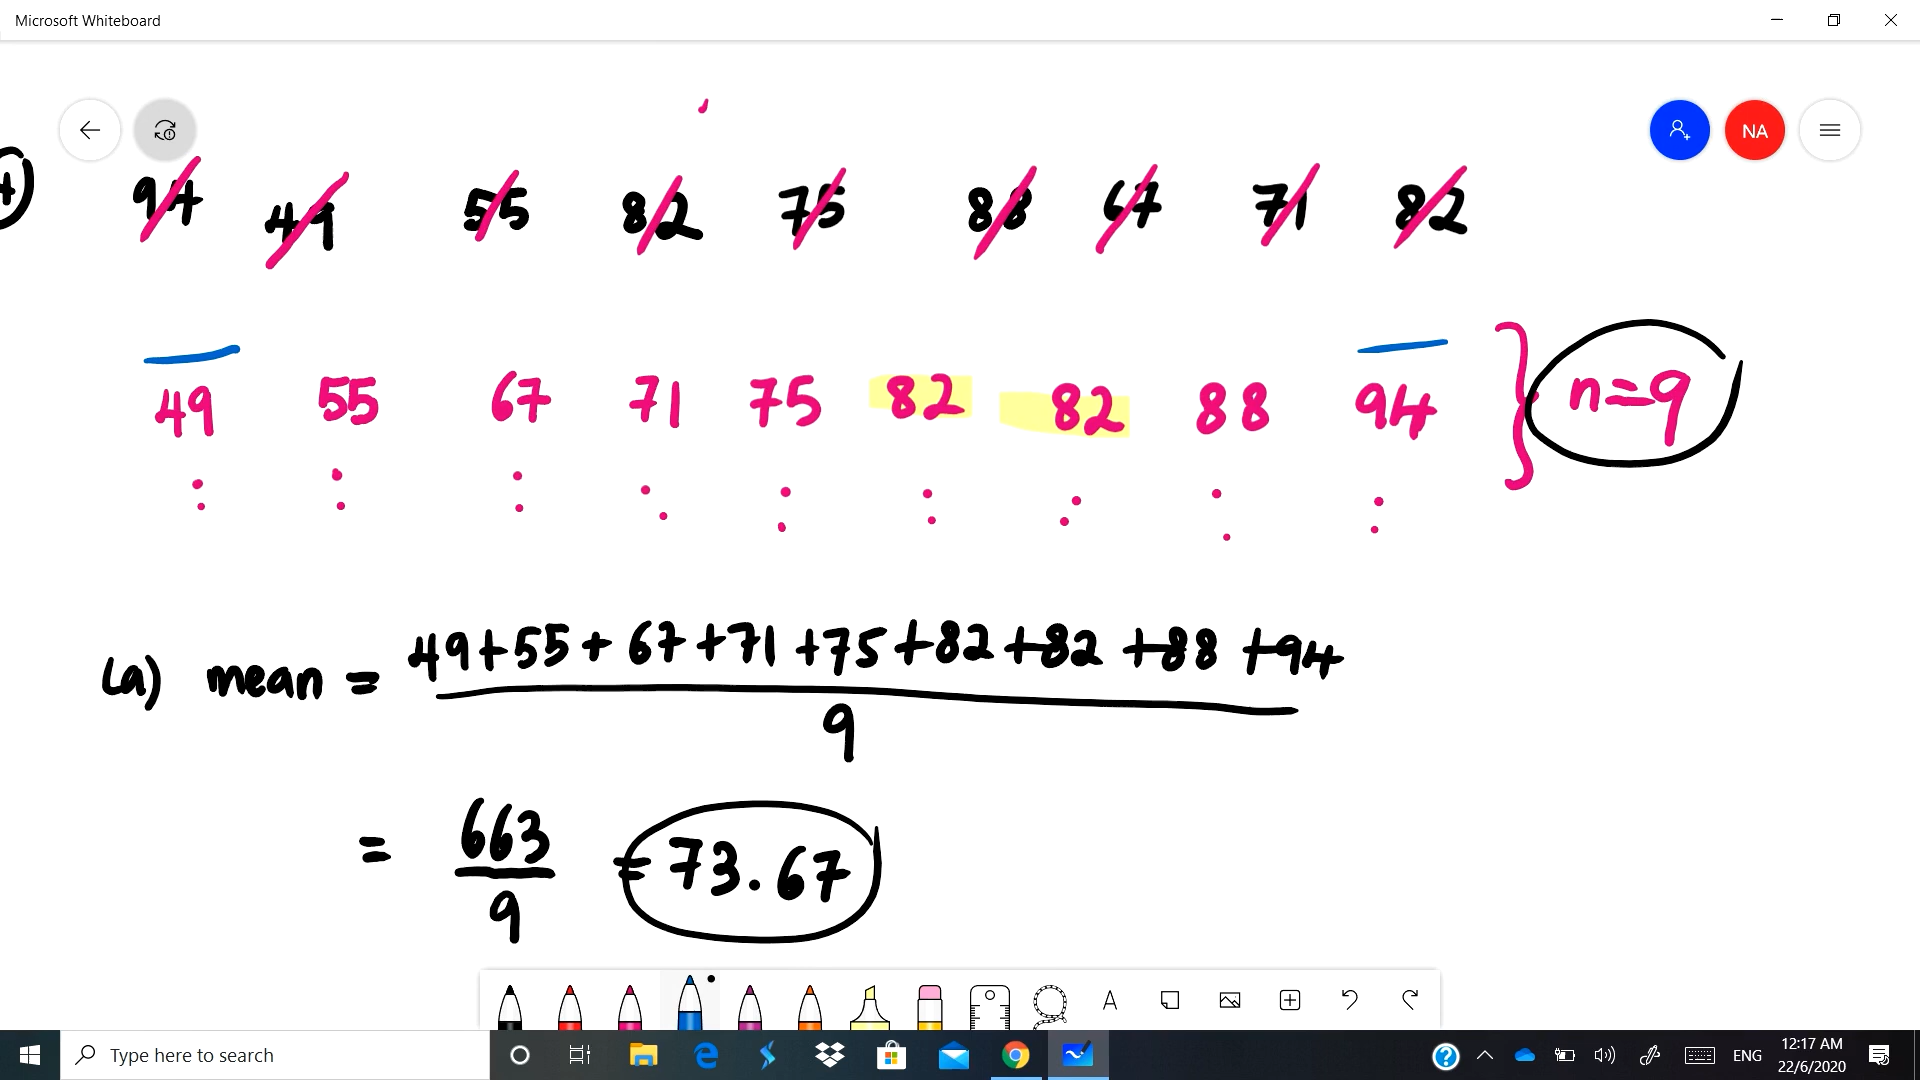 Microsoft Whiteboard
NA
94 49 55 82 75 88 67 71 82
49 55 67 71 75 82 82 88 94 n=9
(a) mean = 49+55+67+71+75+82+82+88+94
9
= 663 = 73.67
9
A
Type here to search
ENG
12:17 AM
22/6/2020